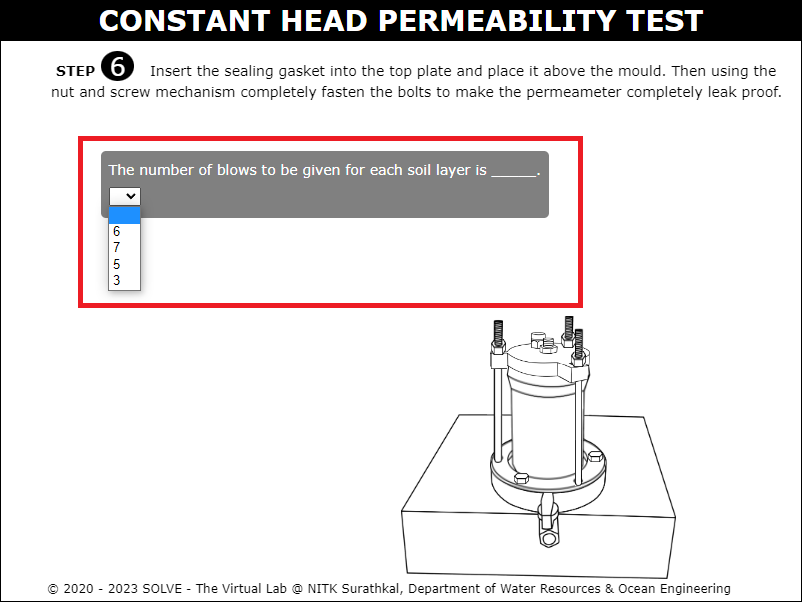 CONSTANT HEAD PERMEABILITY TEST
STEP 6 Insert the sealing gasket into the top plate and place it above the mould. Then using the
nut and screw mechanism completely fasten the bolts to make the permeameter completely leak proof.
The number of blows to be given for each soil layer is _____.
6
7
5
3
© 2020 - 2023 SOLVE - The Virtual Lab @ NITK Surathkal, Department of Water Resources & Ocean Engineering